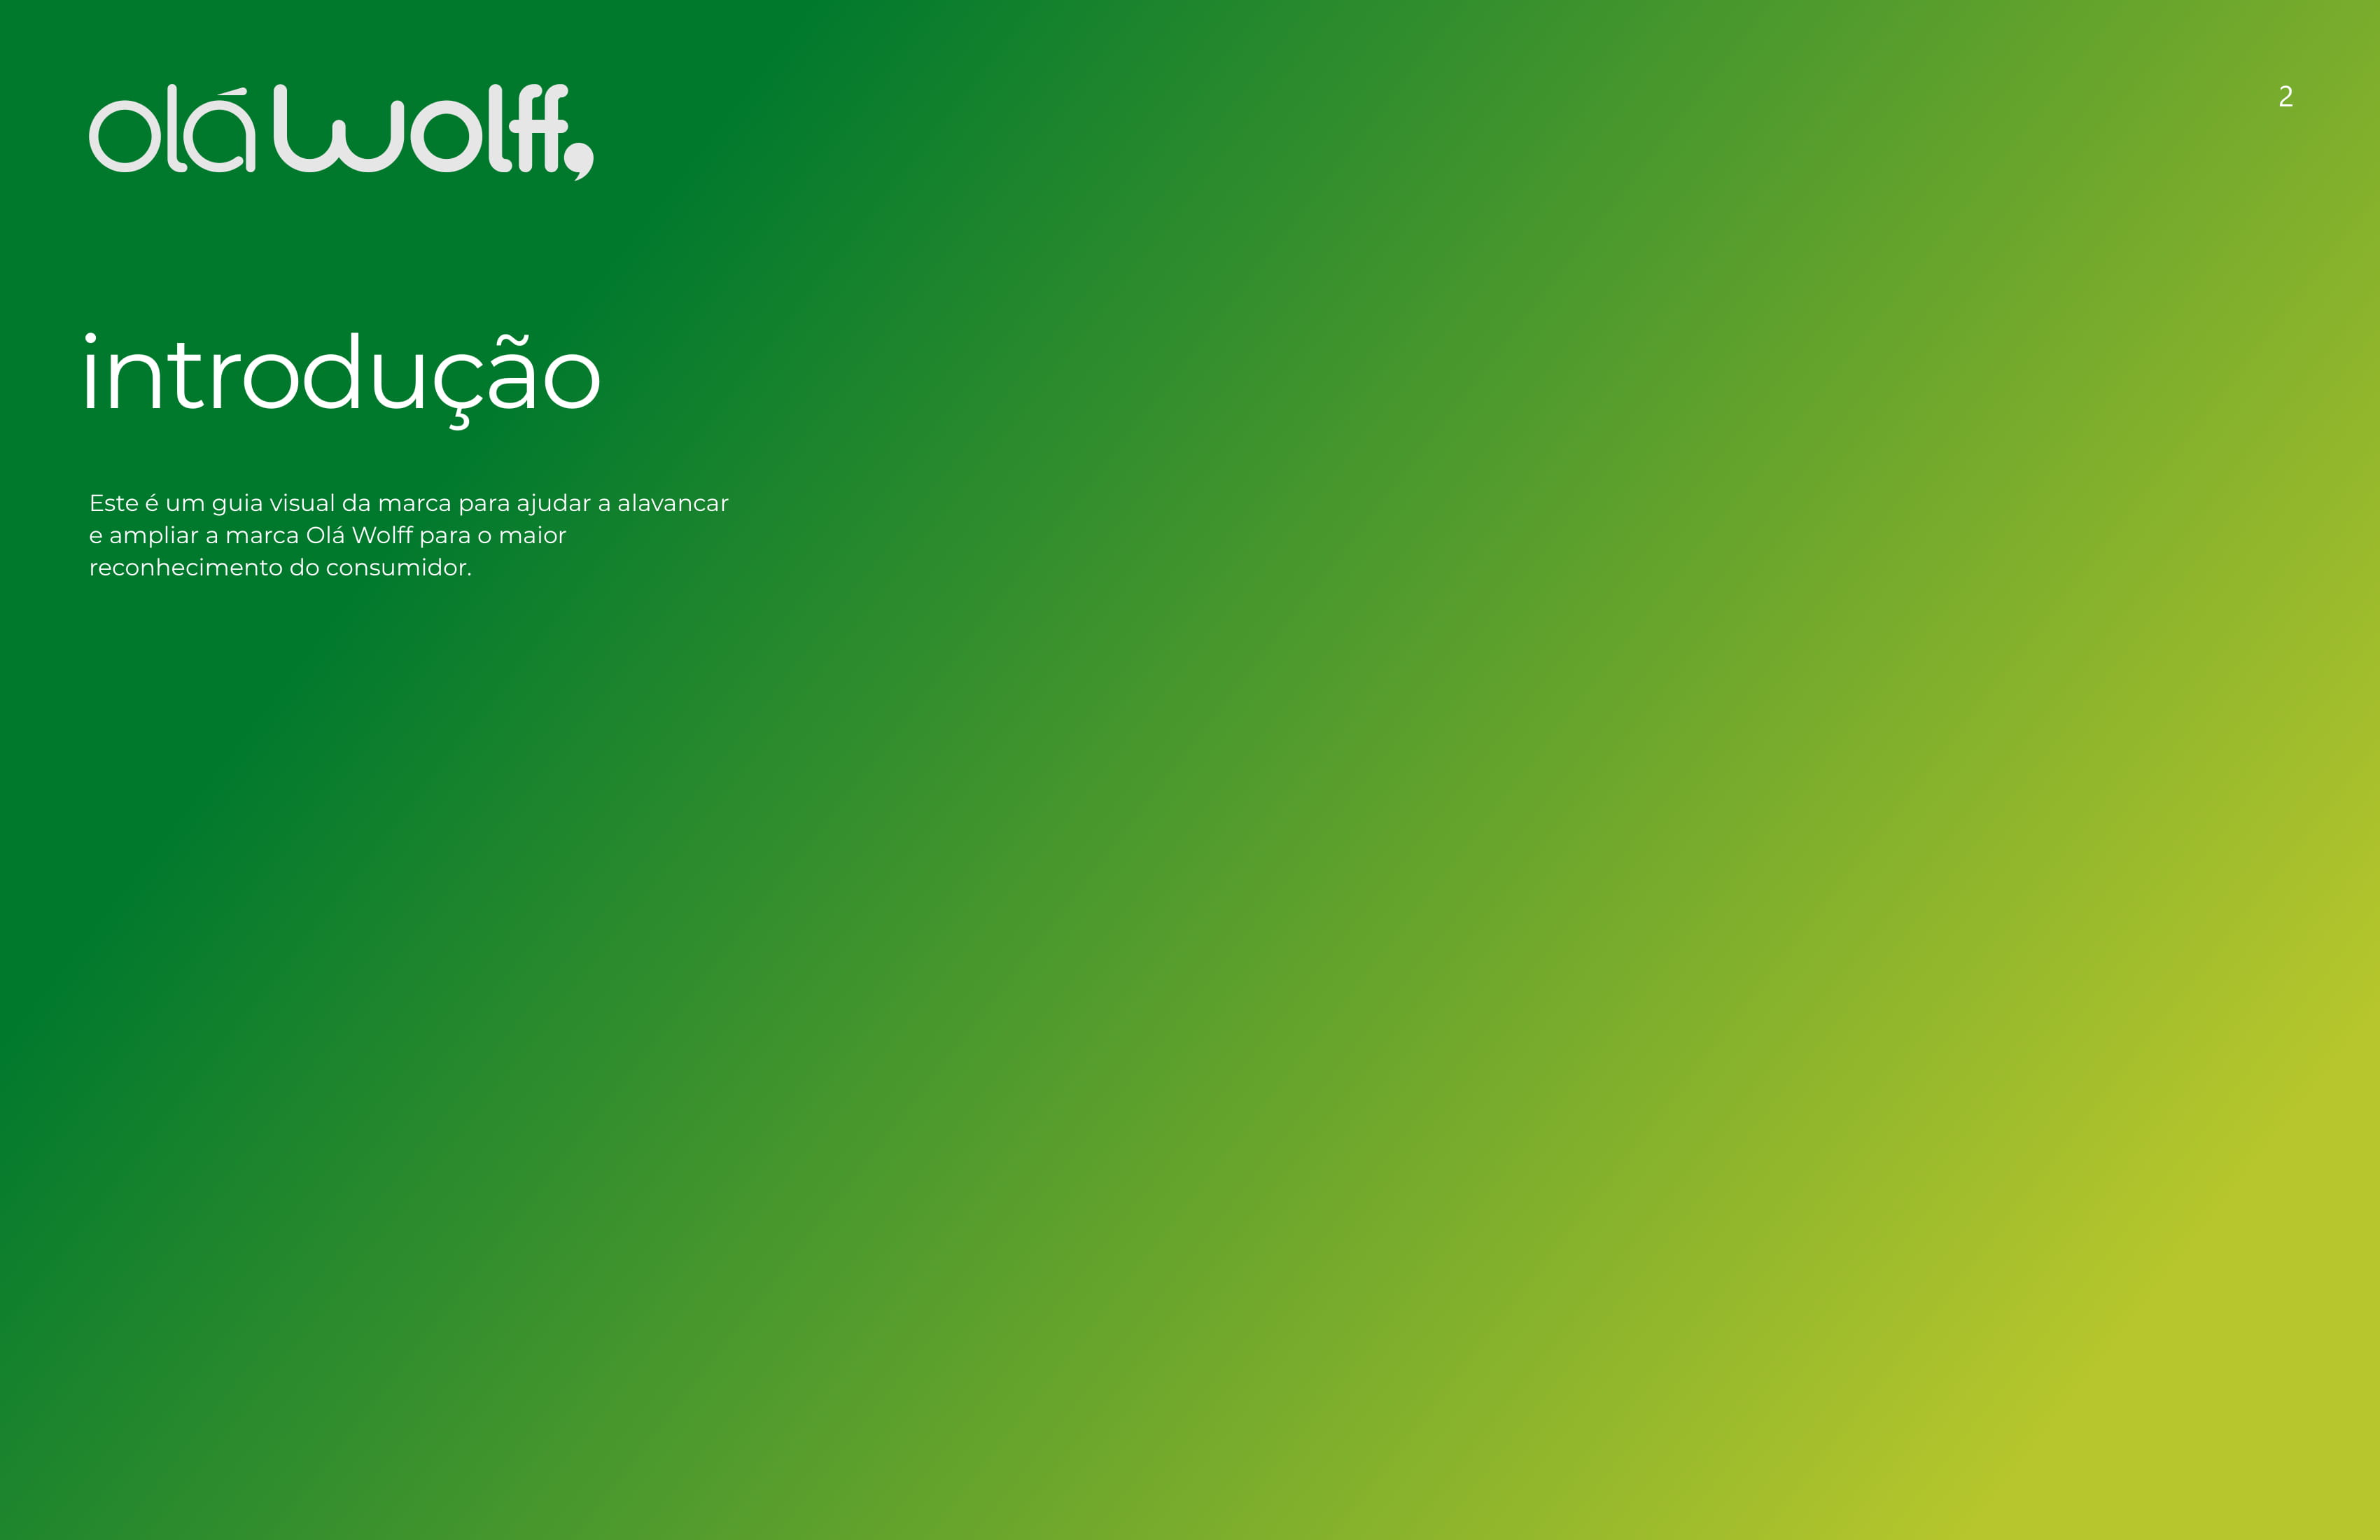 olá wolff,
2
introdução
Este é um guia visual da marca para ajudar a alavancar
e ampliar a marca Olá Wolff para o maior
reconhecimento do consumidor.